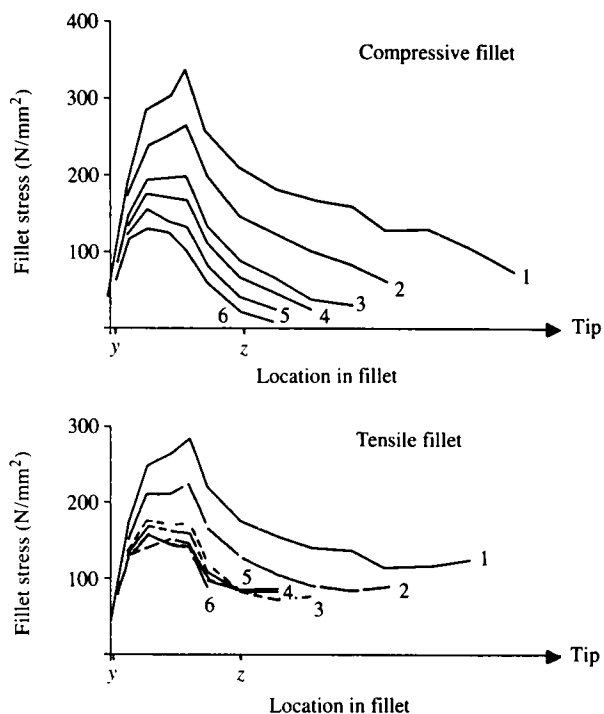 400
Compressive fillet
300
Fillet stress (N/mm²)
200
100
1
2
3
4
5
6
y
z
Tip
Location in fillet
300
Tensile fillet
Fillet stress (N/mm²)
200
100
1
2
3
4.
5
6
y
z
Tip
Location in fillet